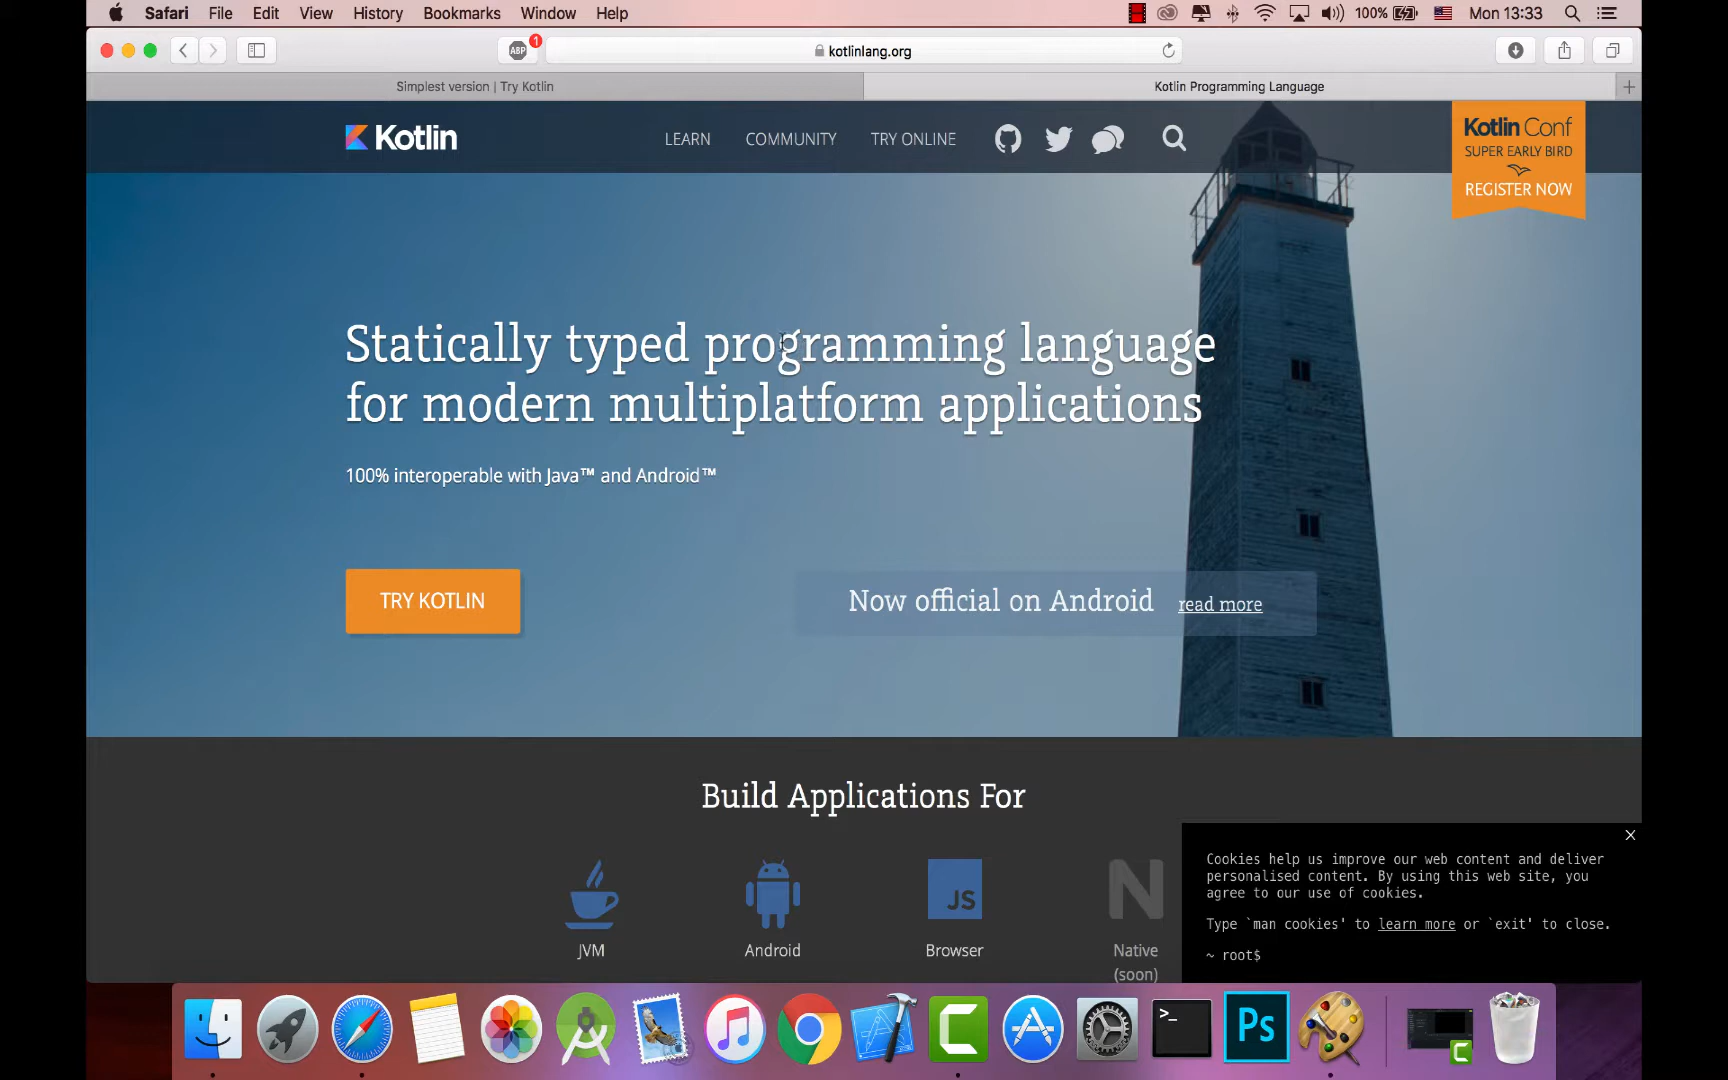 Safari File Edit View History Bookmarks Window Help 100% Mon 13:33
ABP 1 kotlinlang.org
Simplest version | Try Kotlin Kotlin Programming Language
Kotlin LEARN COMMUNITY TRY ONLINE
Kotlin Conf
SUPER EARLY BIRD
REGISTER NOW
Statically typed programming language
for modern multiplatform applications
100% interoperable with Java™ and Android™
TRY KOTLIN
Now official on Android read more
Build Applications For
JS N
JVM Android Browser Native
(soon)
Cookies help us improve our web content and deliver
personalised content. By using this web site, you
agree to our use of cookies.
Type `man cookies' to learn more or `exit' to close.
~ root$
>_ Ps